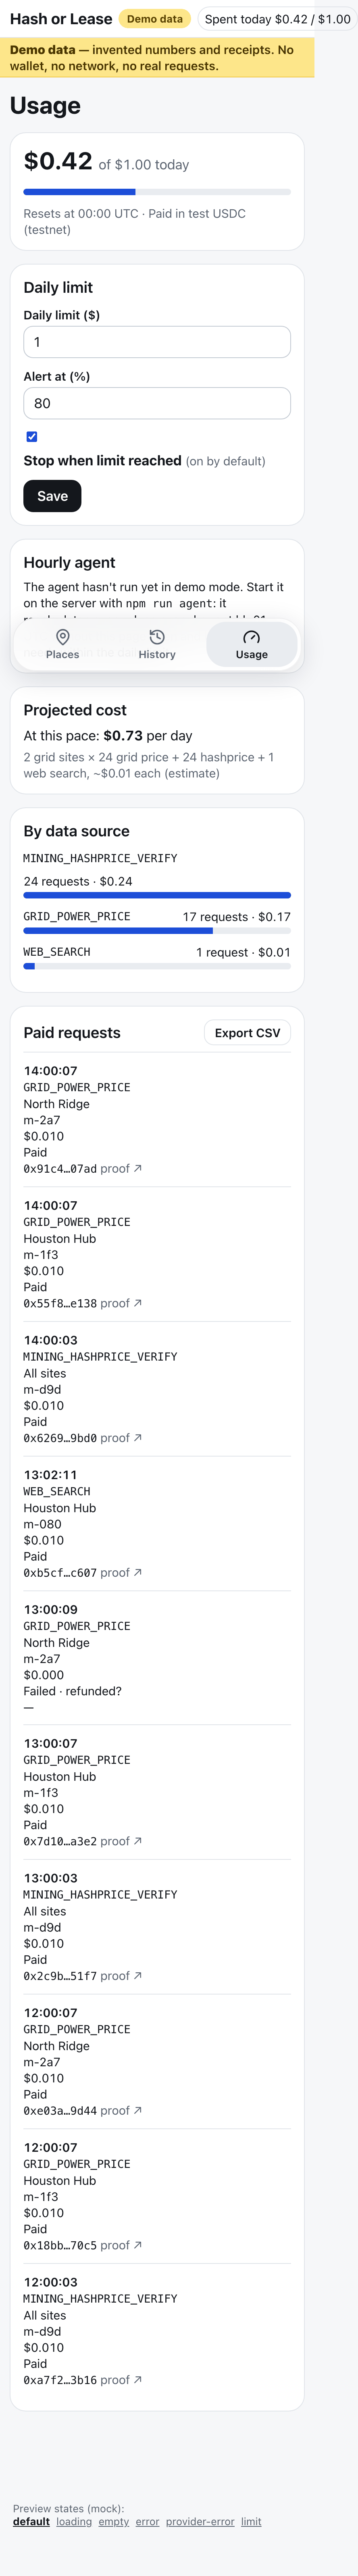 Hash or Lease
Demo data
Spent today $0.42 / $1.00
Demo data — invented numbers and receipts. No
wallet, no network, no real requests.
Usage
$0.42 of $1.00 today
Resets at 00:00 UTC · Paid in test USDC
(testnet)
Daily limit
Daily limit ($)
1
Alert at (%)
80
Stop when limit reached (on by default)
Save
Hourly agent
The agent hasn't run yet in demo mode. Start it
on the server with npm run agent: it
Places
History
Usage
Projected cost
At this pace: $0.73 per day
2 grid sites × 24 grid price + 24 hashprice + 1
web search, ~$0.01 each (estimate)
By data source
MINING_HASHPRICE_VERIFY
24 requests · $0.24
GRID_POWER_PRICE 17 requests · $0.17
WEB_SEARCH 1 request · $0.01
Paid requests
Export CSV
14:00:07
GRID_POWER_PRICE
North Ridge
m-2a7
$0.010
Paid
0x91c4…07ad proof ↗
14:00:07
GRID_POWER_PRICE
Houston Hub
m-1f3
$0.010
Paid
0x55f8…e138 proof ↗
14:00:03
MINING_HASHPRICE_VERIFY
All sites
m-d9d
$0.010
Paid
0x6269…9bd0 proof ↗
13:02:11
WEB_SEARCH
Houston Hub
m-080
$0.010
Paid
0xb5cf…c607 proof ↗
13:00:09
GRID_POWER_PRICE
North Ridge
m-2a7
$0.000
Failed · refunded?
—
13:00:07
GRID_POWER_PRICE
Houston Hub
m-1f3
$0.010
Paid
0x7d10…a3e2 proof ↗
13:00:03
MINING_HASHPRICE_VERIFY
All sites
m-d9d
$0.010
Paid
0x2c9b…51f7 proof ↗
12:00:07
GRID_POWER_PRICE
North Ridge
m-2a7
$0.010
Paid
0xe03a…9d44 proof ↗
12:00:07
GRID_POWER_PRICE
Houston Hub
m-1f3
$0.010
Paid
0x18bb…70c5 proof ↗
12:00:03
MINING_HASHPRICE_VERIFY
All sites
m-d9d
$0.010
Paid
0xa7f2…3b16 proof ↗
Preview states (mock):
default loading empty error provider-error limit